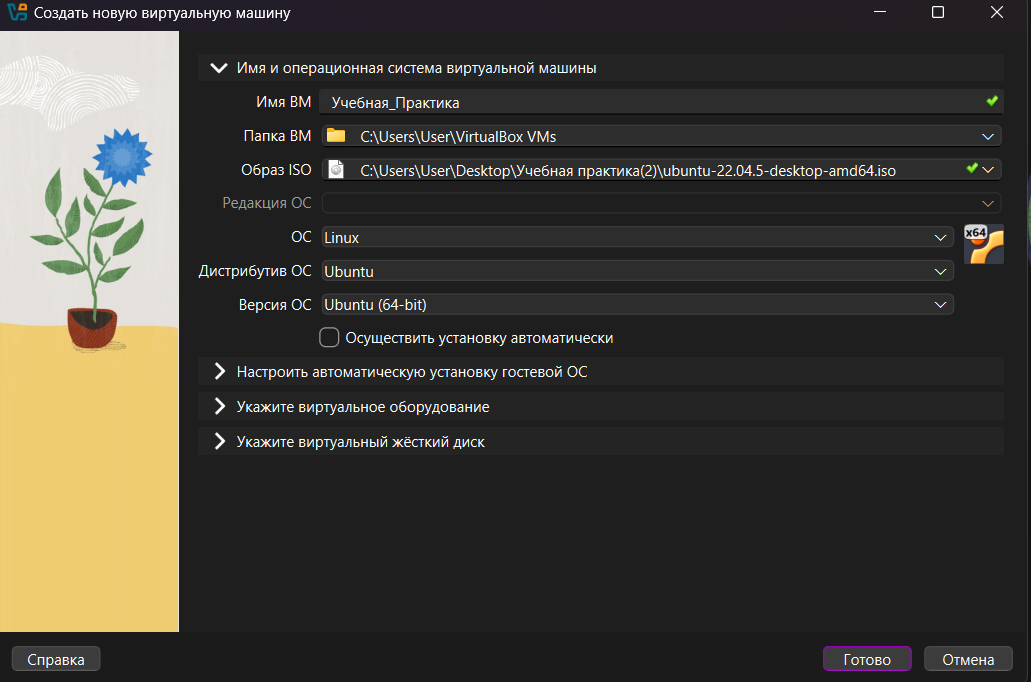 Создать новую виртуальную машину
Имя и операционная система виртуальной машины
Имя ВМ Учебная_Практика
Папка ВМ C:\Users\User\VirtualBox VMs
Образ ISO C:\Users\User\Desktop\Учебная практика(2)\ubuntu-22.04.5-desktop-amd64.iso
Редакция ОС
ОС Linux
x64
Дистрибутив ОС Ubuntu
Версия ОС Ubuntu (64-bit)
Осуществить установку автоматически
Настроить автоматическую установку гостевой ОС
Укажите виртуальное оборудование
Укажите виртуальный жёсткий диск
Справка Готово Отмена